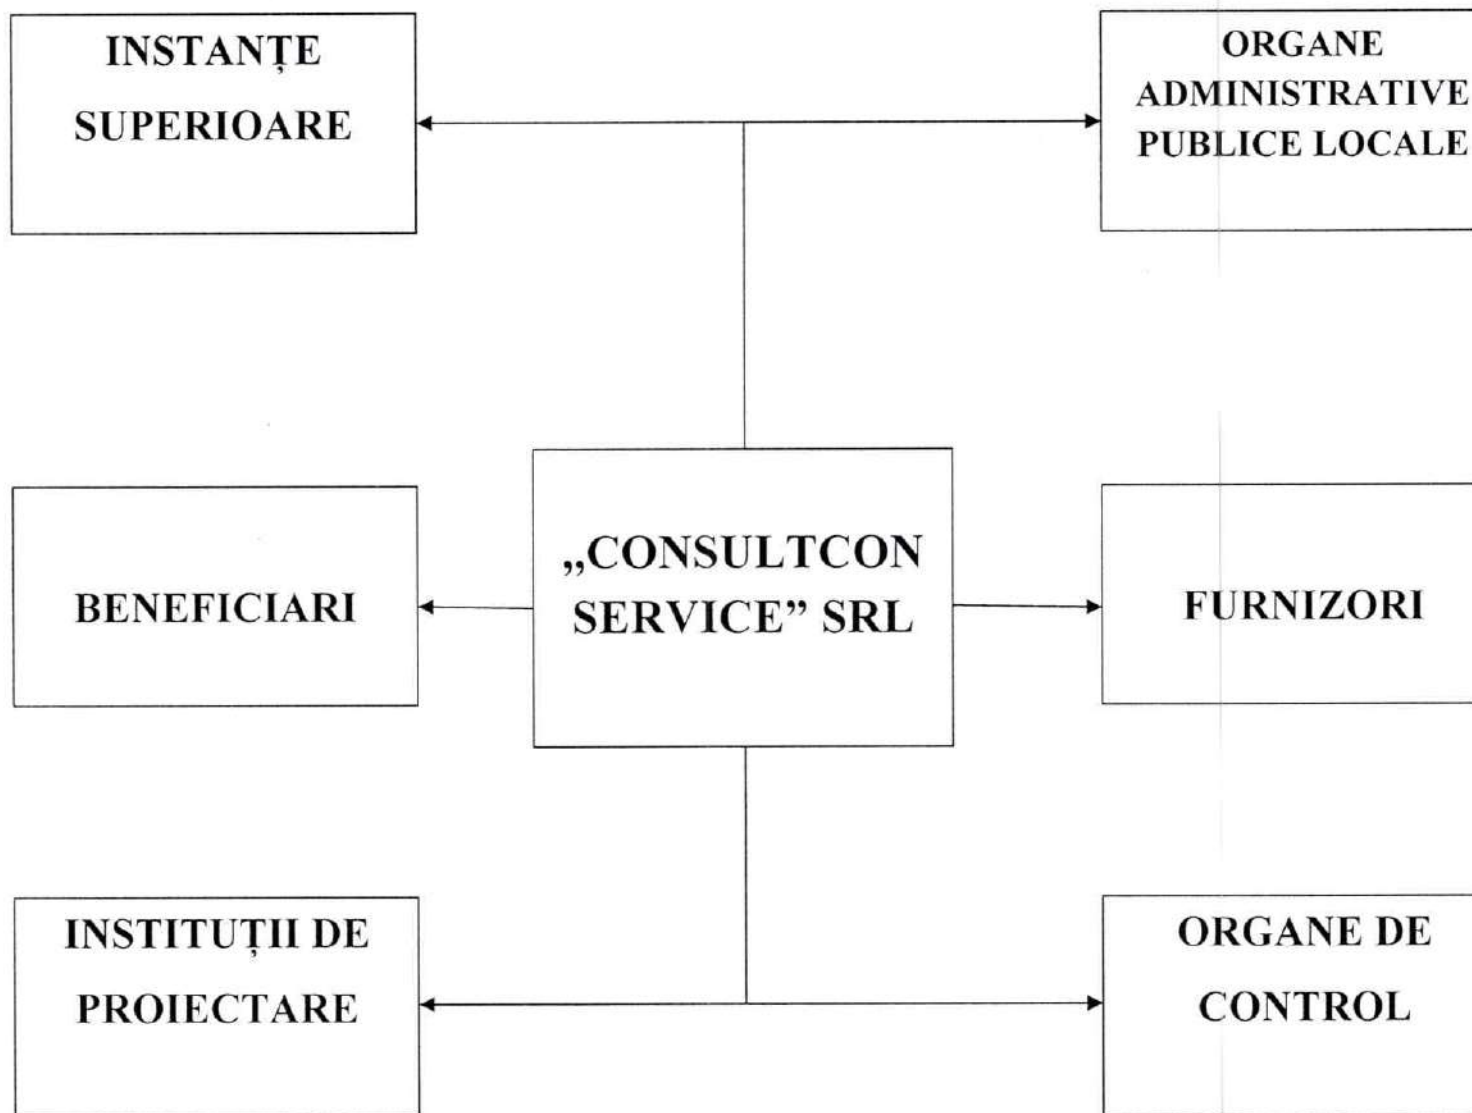 INSTANȚE
SUPERIOARE
ORGANE
ADMINISTRATIVE
PUBLICE LOCALE
BENEFICIARI
„CONSULTCON
SERVICE” SRL
FURNIZORI
INSTITUȚII DE
PROIECTARE
ORGANE DE
CONTROL